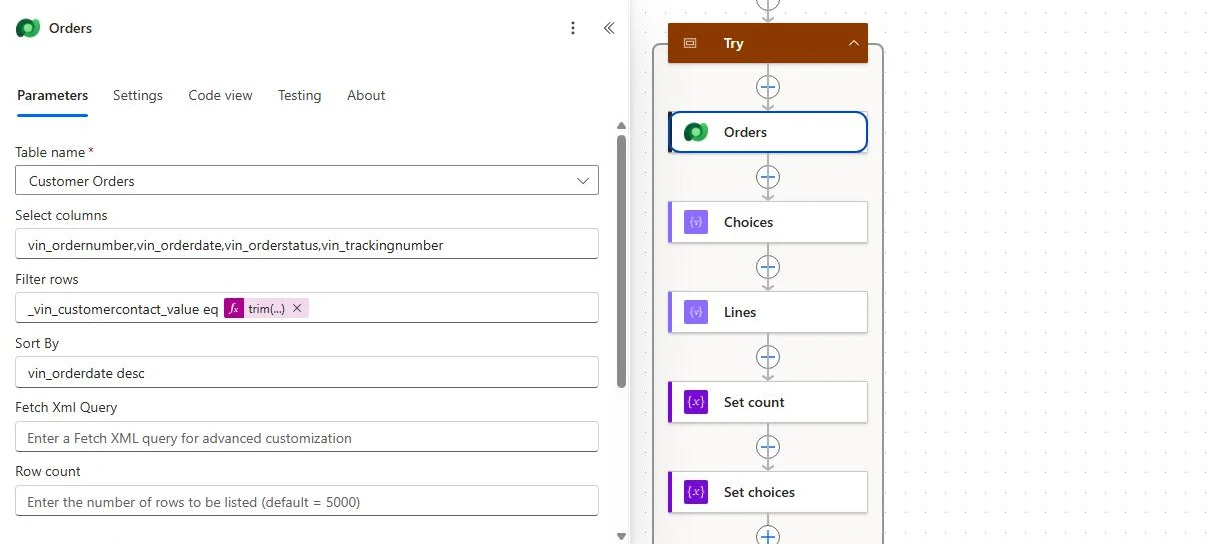 Orders
Parameters Settings Code view Testing About
Table name *
Customer Orders
Select columns
vin_ordernumber,vin_orderdate,vin_orderstatus,vin_trackingnumber
Filter rows
_vin_customercontact_value eq fx trim(...) ×
Sort By
vin_orderdate desc
Fetch Xml Query
Enter a Fetch XML query for advanced customization
Row count
Enter the number of rows to be listed (default = 5000)
Try
Orders
{v} Choices
{v} Lines
{x} Set count
{x} Set choices